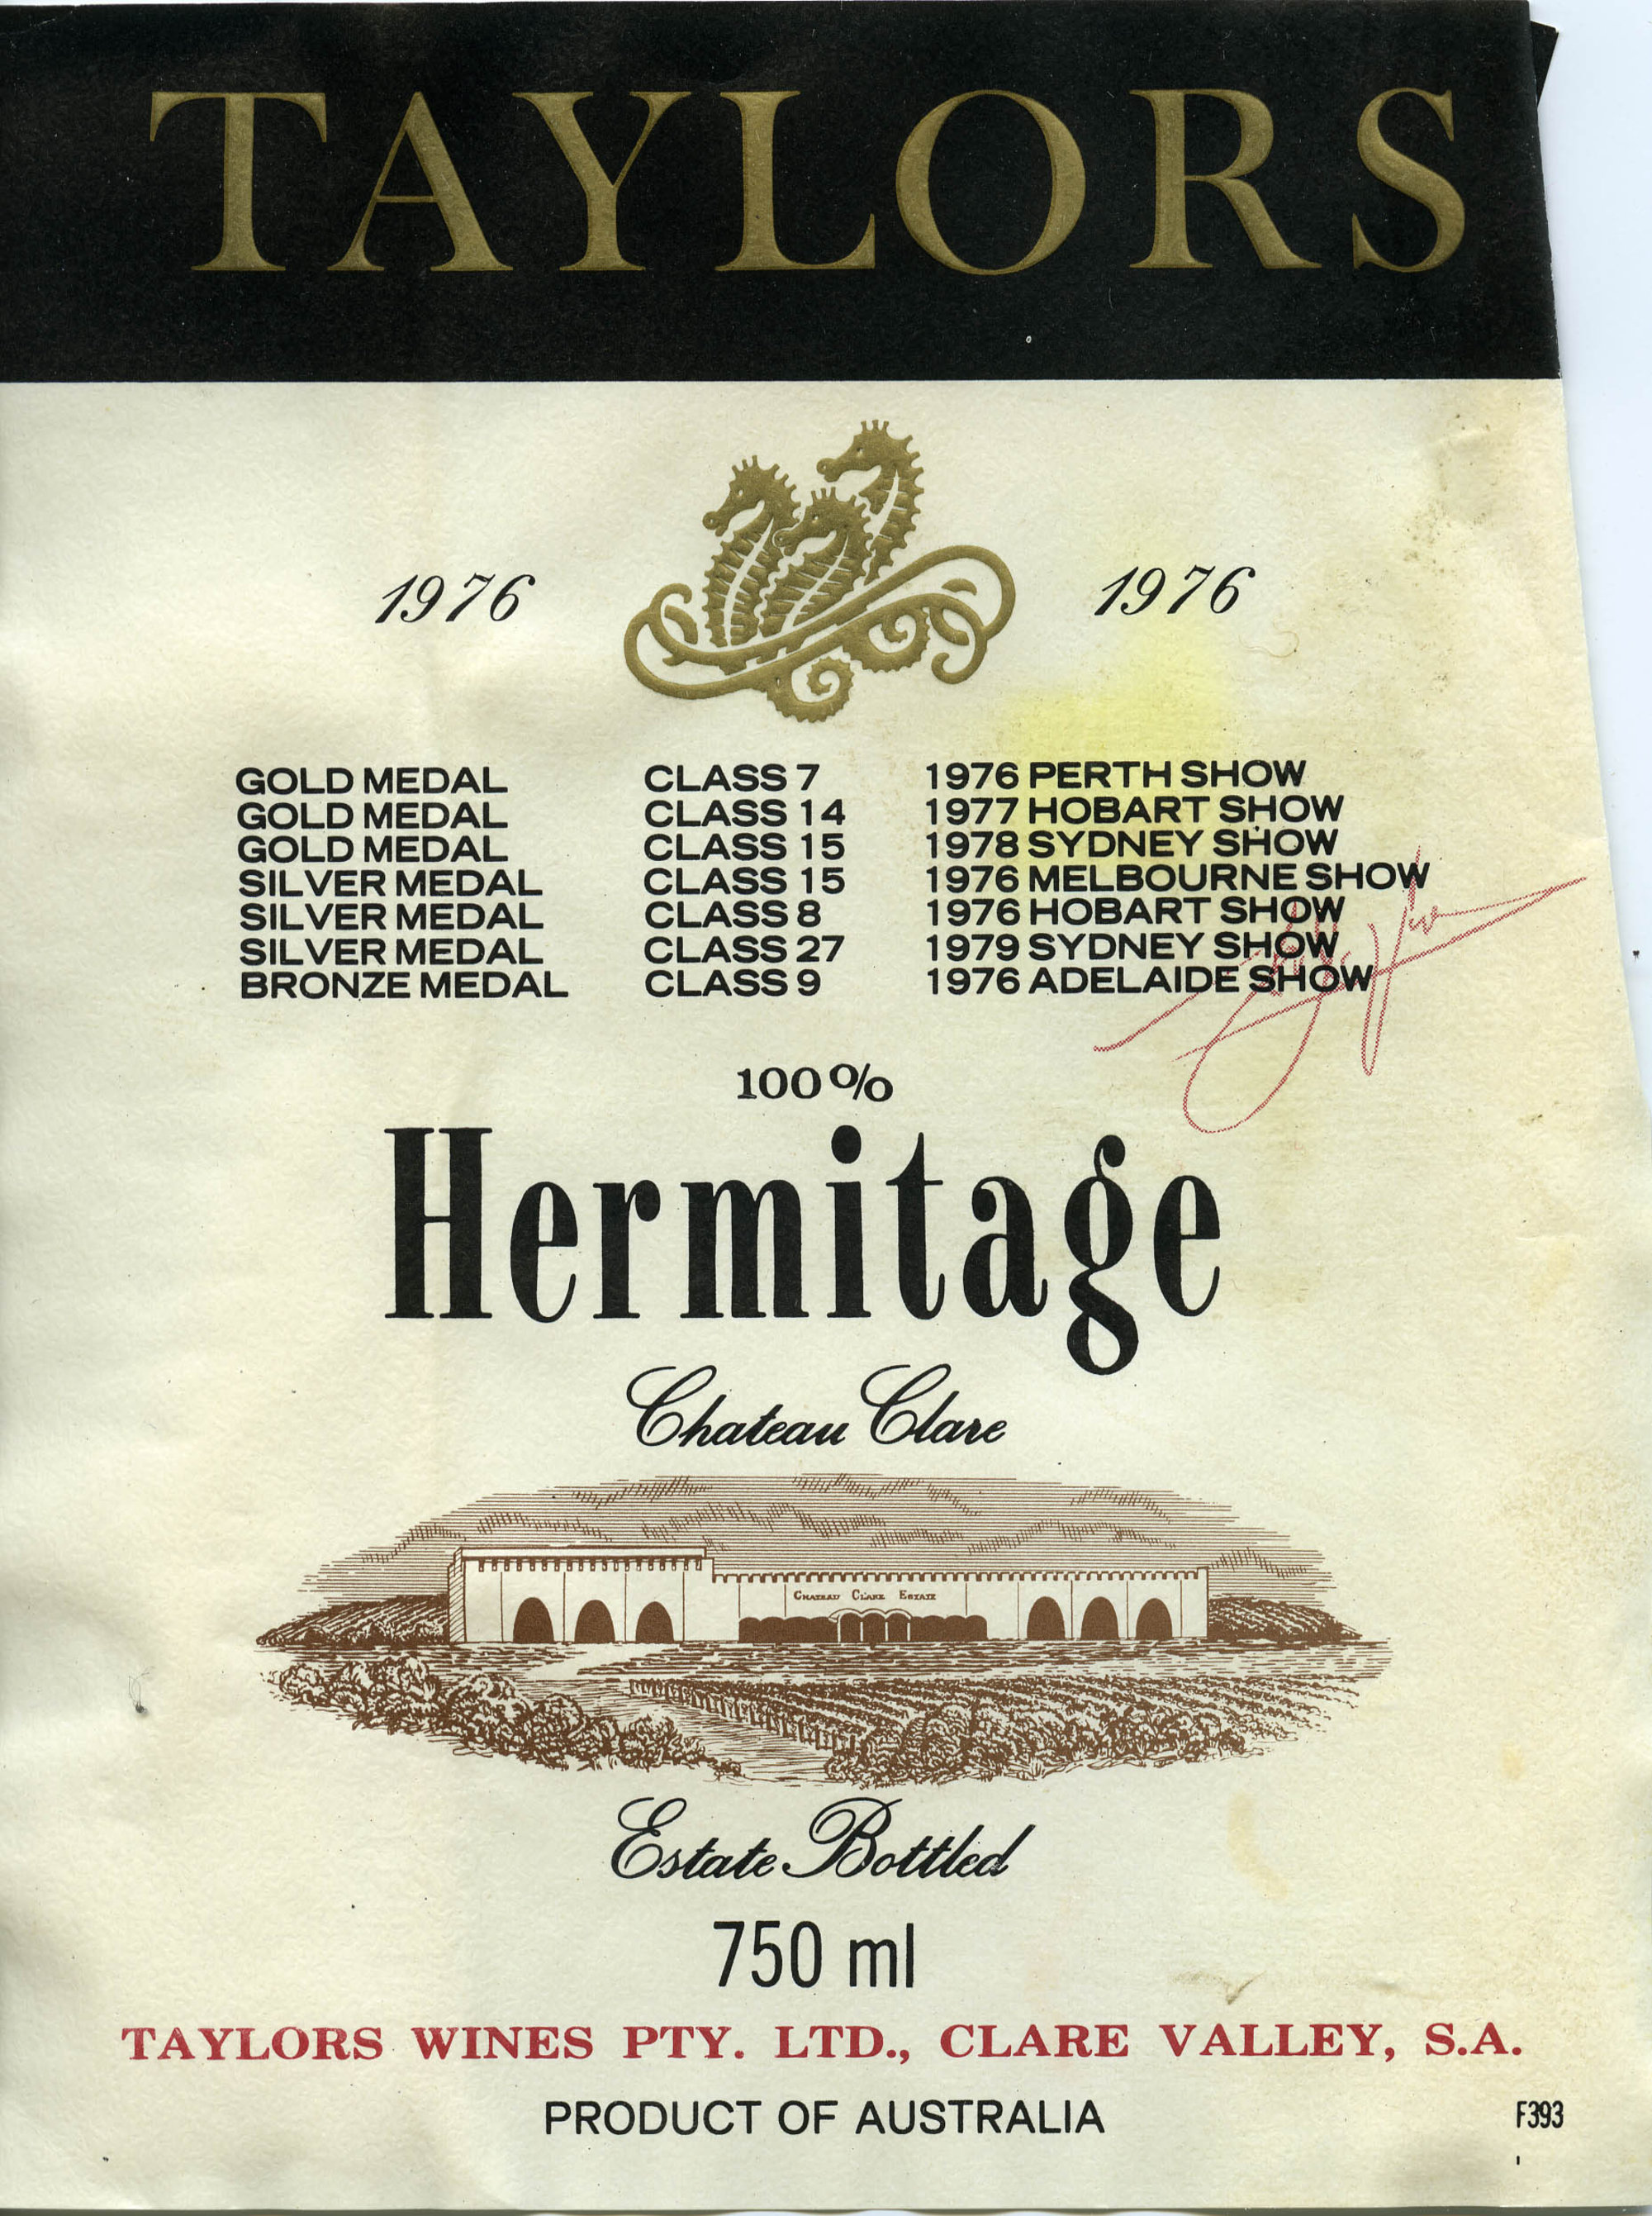 TAYLORS
1976 1976
GOLD MEDAL CLASS 7 1976 PERTH SHOW
GOLD MEDAL CLASS 14 1977 HOBART SHOW
GOLD MEDAL CLASS 15 1978 SYDNEY SHOW
SILVER MEDAL CLASS 15 1976 MELBOURNE SHOW
SILVER MEDAL CLASS 8 1976 HOBART SHOW
SILVER MEDAL CLASS 27 1979 SYDNEY SHOW
BRONZE MEDAL CLASS 9 1976 ADELAIDE SHOW
100%
Hermitage
Chateau Clare
CHATEAU CLARE ESTATE
Estate Bottled
750 ml
TAYLORS WINES PTY. LTD., CLARE VALLEY, S.A.
PRODUCT OF AUSTRALIA
F393